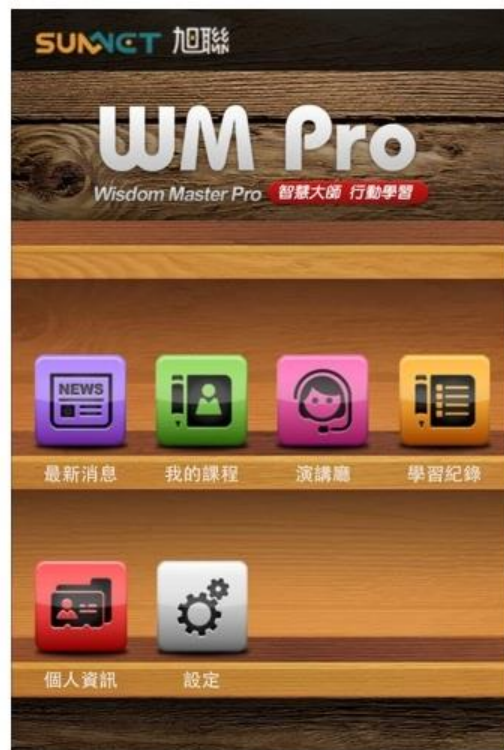 SUNNET 旭聯
WM Pro
Wisdom Master Pro 智慧大師 行動學習
NEWS
最新消息 我的課程 演講廳 學習紀錄
個人資訊 設定